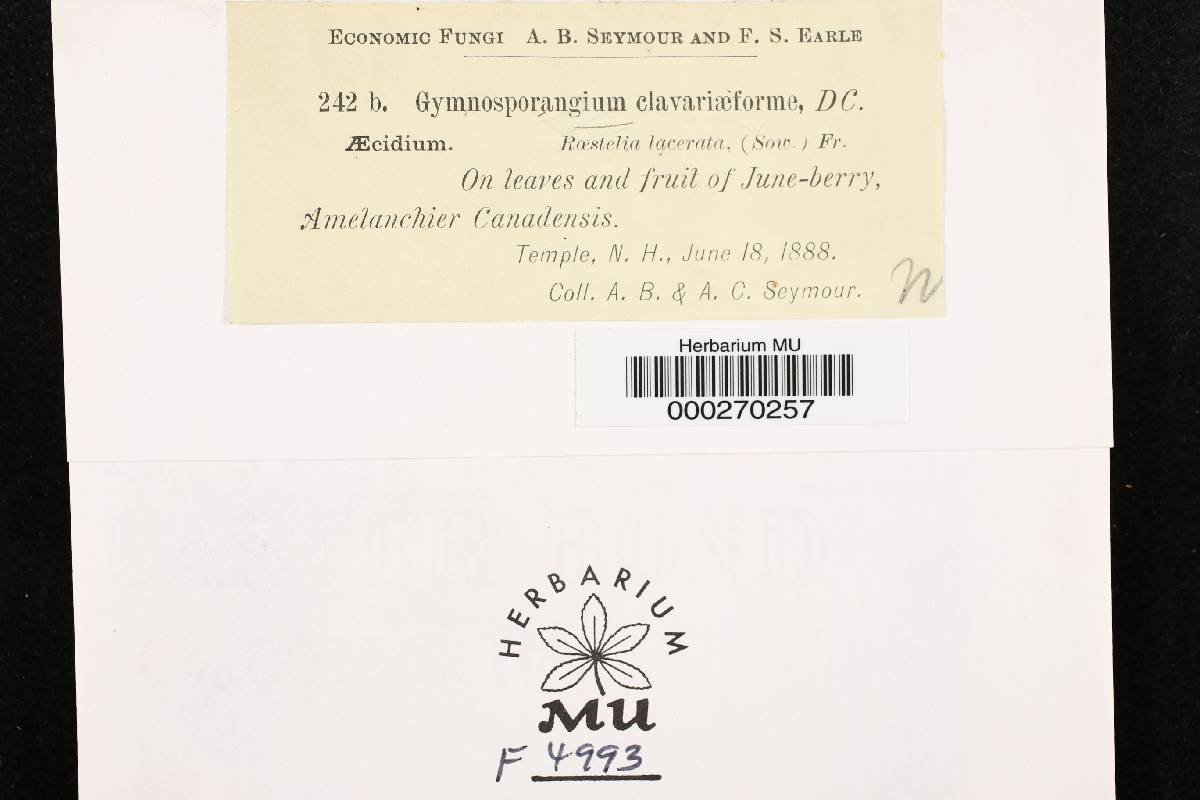 ECONOMIC FUNGI A. B. SEYMOUR AND F. S. EARLE
242 b. Gymnosporangium clavariæforme, DC.
Æcidium. Rœstelia lacerata, (Sow.) Fr.
On leaves and fruit of June-berry,
Amelanchier Canadensis.
Temple, N. H., June 18, 1888.
Coll. A. B. & A. C. Seymour.
Herbarium MU
000270257
HERBARIUM
MU
F 4993